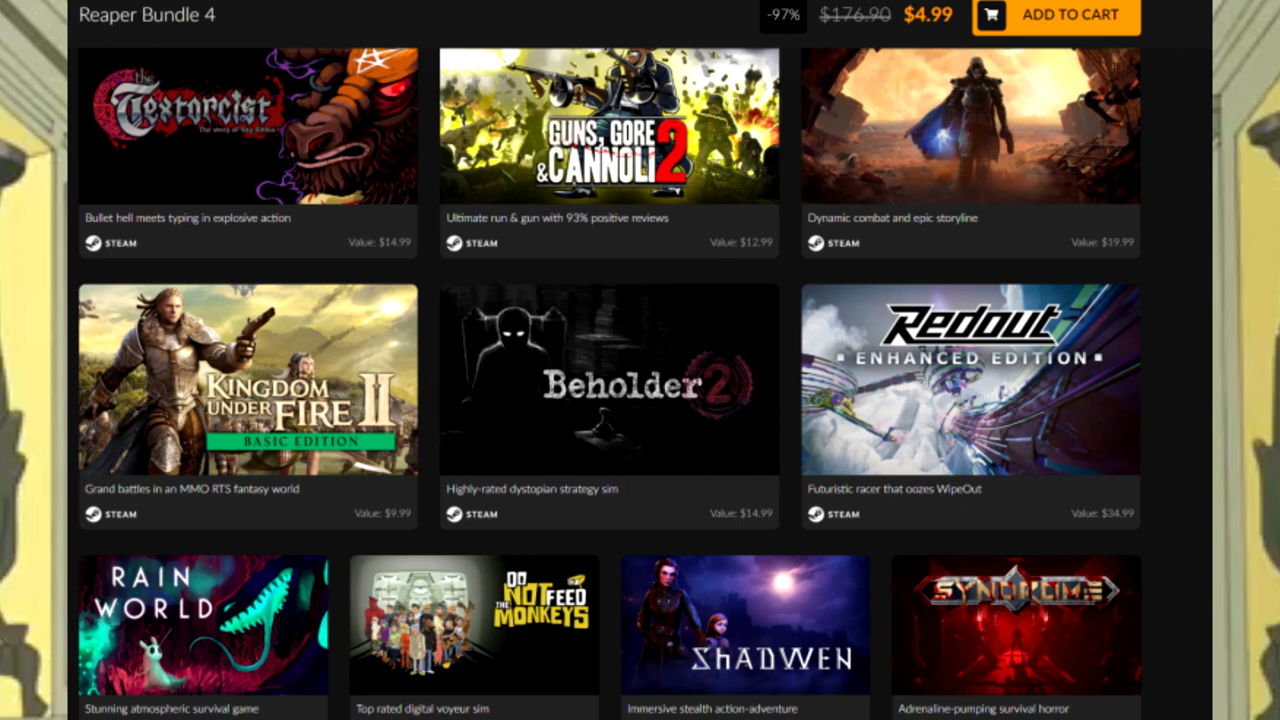 Reaper Bundle 4
-97% $176.90 $4.99 ADD TO CART
the
Textorcist
The story of Ray Bibbia
GUNS, GORE
&CANNOLI 2
Bullet hell meets typing in explosive action
Ultimate run & gun with 93% positive reviews
Dynamic combat and epic storyline
STEAM Value: $14.99
STEAM Value: $12.99
STEAM Value: $19.99
KINGDOM
UNDER FIRE II
BASIC EDITION
Beholder 2
Redout
ENHANCED EDITION
Grand battles in an MMO RTS fantasy world
Highly-rated dystopian strategy sim
Futuristic racer that oozes WipeOut
STEAM Value: $9.99
STEAM Value: $14.99
STEAM Value: $34.99
RAIN
WORLD
DO
NOT FEED
THE MONKEYS
SHADWEN
SYNDROME
Stunning atmospheric survival game
Top rated digital voyeur sim
Immersive stealth action-adventure
Adrenaline-pumping survival horror